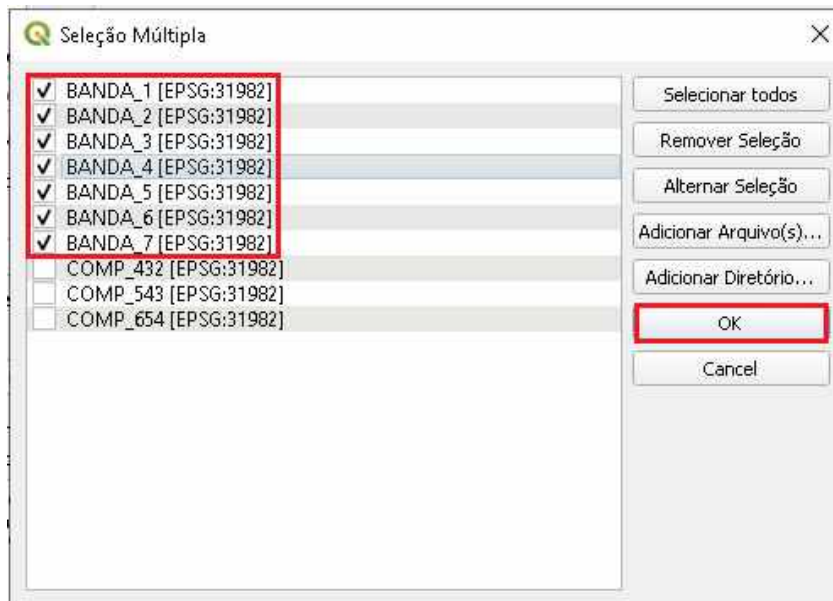 Seleção Múltipla
BANDA_1 [EPSG:31982]
BANDA_2 [EPSG:31982]
BANDA_3 [EPSG:31982]
BANDA_4 [EPSG:31982]
BANDA_5 [EPSG:31982]
BANDA_6 [EPSG:31982]
BANDA_7 [EPSG:31982]
COMP_432 [EPSG:31982]
COMP_543 [EPSG:31982]
COMP_654 [EPSG:31982]
Selecionar todos
Remover Seleção
Alternar Seleção
Adicionar Arquivo(s)...
Adicionar Diretório...
OK
Cancel